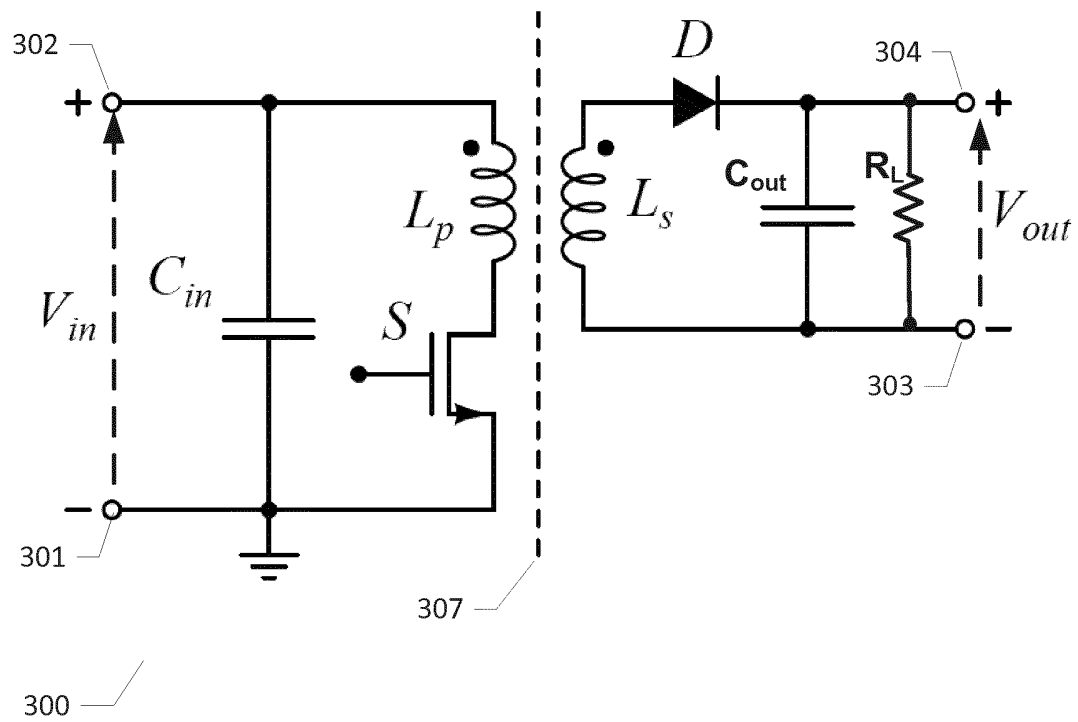 302
D
304
+
+
L_p
L_s
C_out
R_L
V_out
C_in
V_in
S
−
303
−
301
307
300